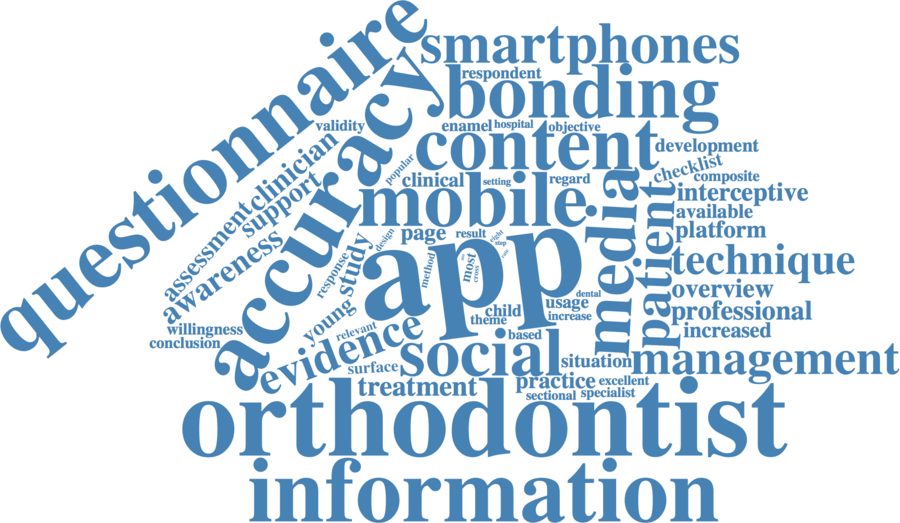 questionnaire
smartphones
respondent
bonding
accuracy
validity
enamel
hospital
objective
content
development
clinician
popular
checklist
composite
support
clinical
setting
regard
interceptive
mobile
media
patient
available
assessment
awareness
platform
study
design
page
result
eight
step
app
technique
response
method
most
cross
overview
dental
usage
young
child
professional
theme
increase
willingness
relevant
based
increased
conclusion
evidence
social
situation
management
surface
treatment
practice
excellent
sectional
specialist
orthodontist
information